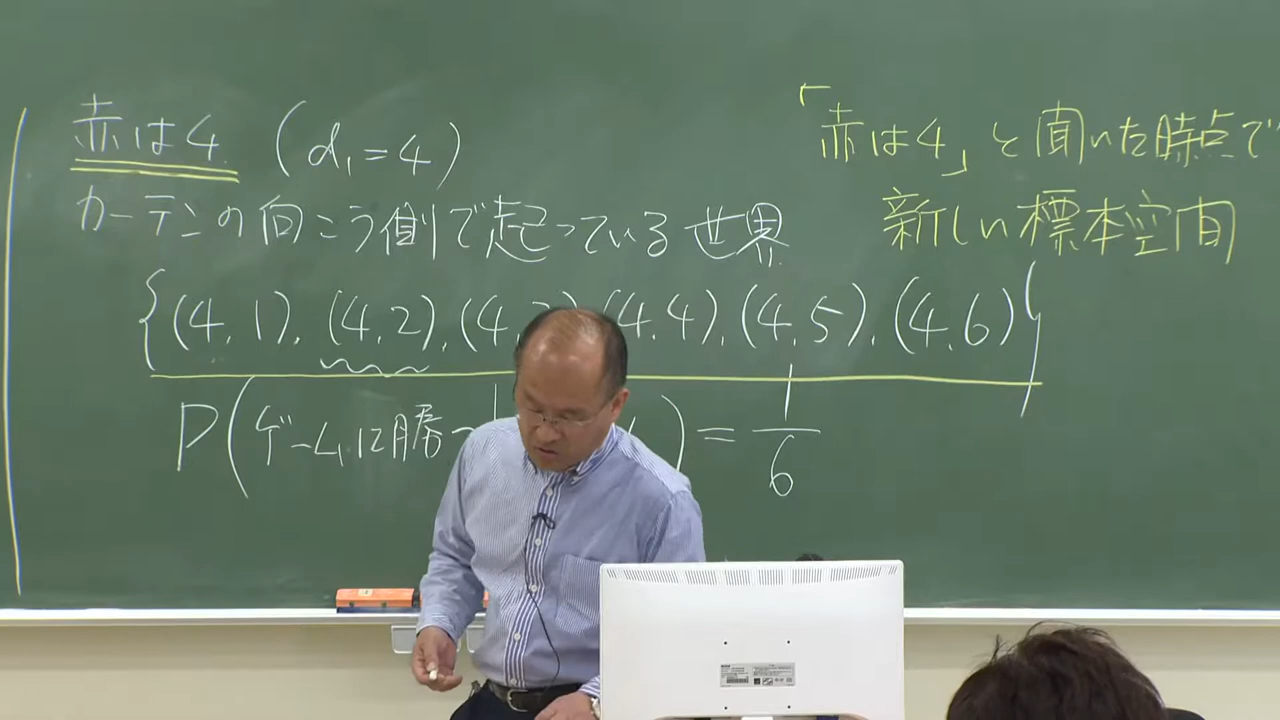 赤は4 (d₁=4)
カーテンの向こう側で起っている世界
{(4,1), (4,2), (4, (4,4), (4,5), (4,6)}
P(ゲームに勝 ) = 1/6
「赤は4」と聞いた時点で
新しい標本空間